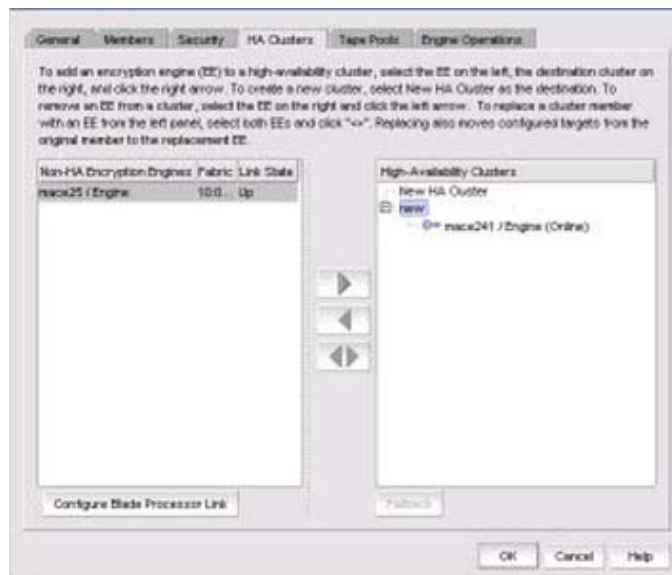 General Members Security HA Clusters Tape Pools Engine Operations
To add an encryption engine (EE) to a high-availability cluster, select the EE on the left, the destination cluster on
the right, and click the right arrow. To create a new cluster, select New HA Cluster as the destination. To
remove an EE from a cluster, select the EE on the right and click the left arrow. To replace a cluster member
with an EE from the left panel, select both EEs and click "<>". Replacing also moves configured targets from the
original member to the replacement EE.
Non-HA Encryption Engines Fabric Link State
mace25 / Engine 10:0... Up
High-Availability Clusters
New HA Cluster
new
mace241 / Engine (Online)
Configure Blade Processor Link
Failback
OK Cancel Help